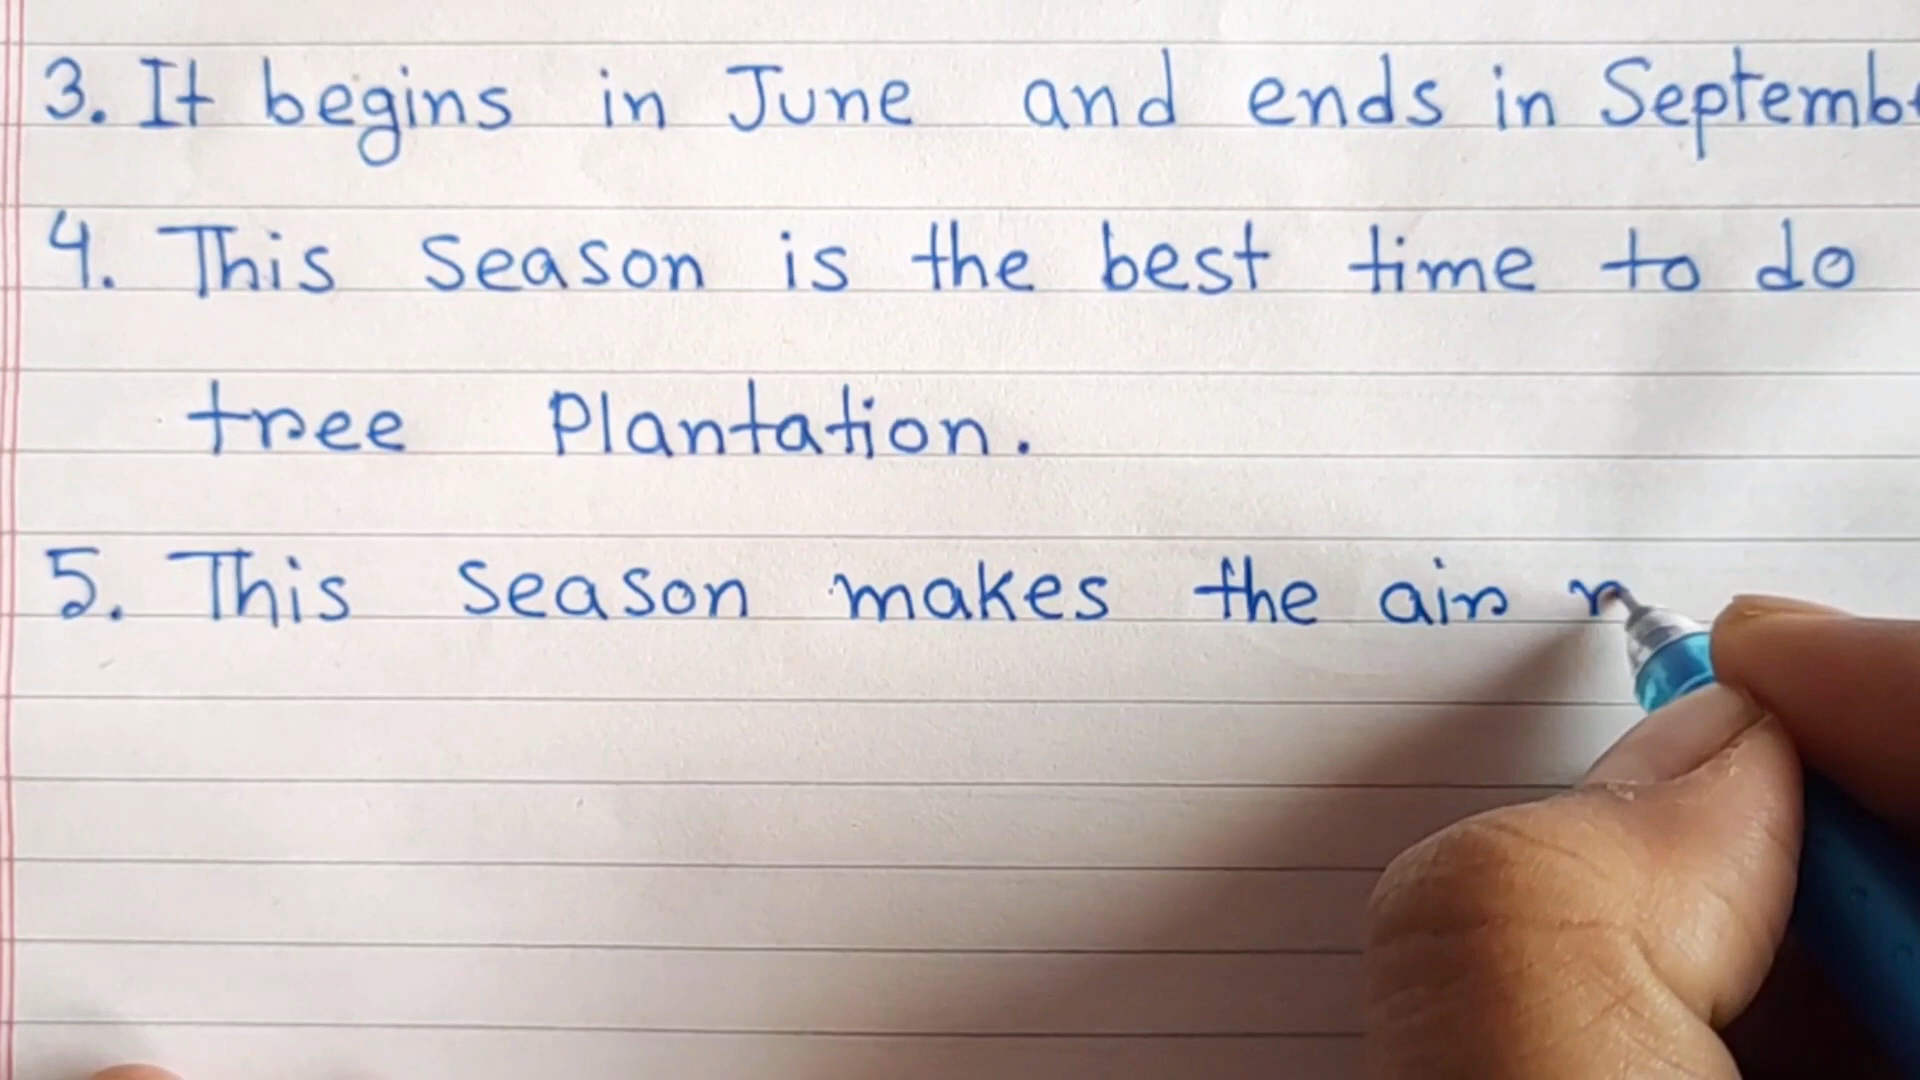 3. It begins in June and ends in Septembe
4. This season is the best time to do
tree Plantation.
5. This season makes the air